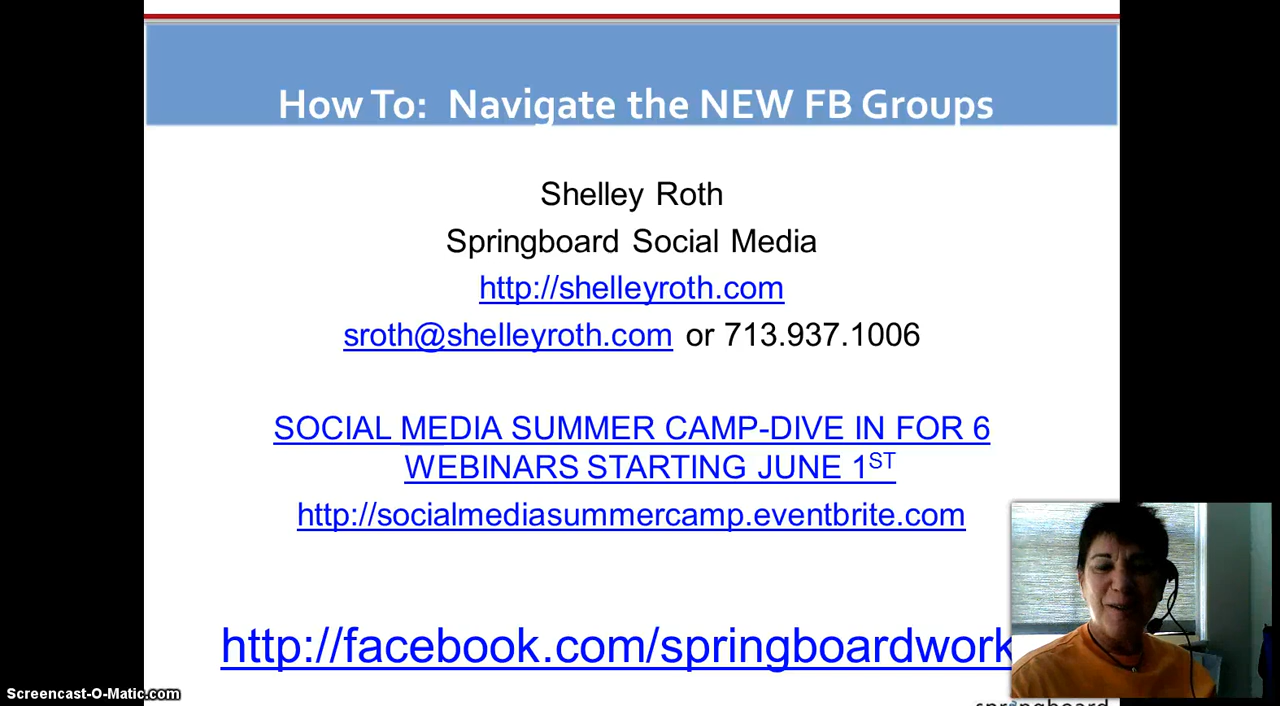 How To: Navigate the NEW FB Groups
Shelley Roth
Springboard Social Media
http://shelleyroth.com
sroth@shelleyroth.com or 713.937.1006
SOCIAL MEDIA SUMMER CAMP-DIVE IN FOR 6
WEBINARS STARTING JUNE 1ST
http://socialmediasummercamp.eventbrite.com
http://facebook.com/springboardwork
springboard
Screencast-O-Matic.com